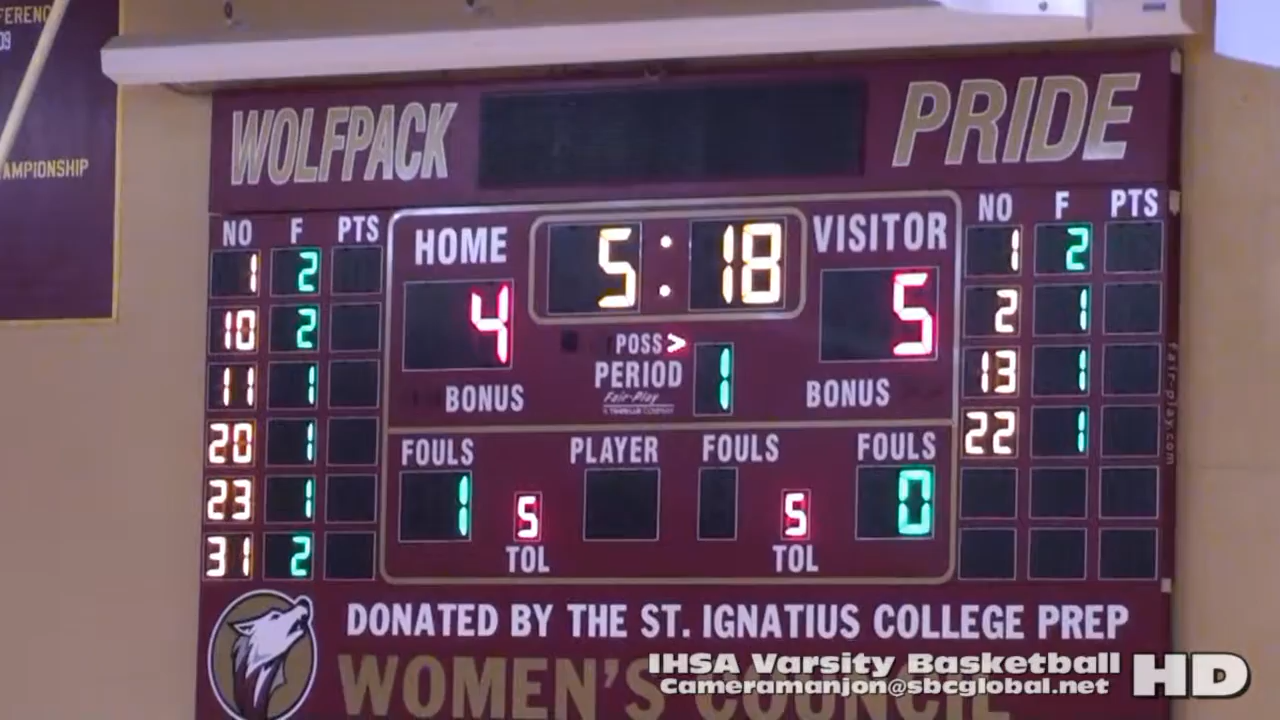 FERENC
09
AMPIONSHIP
WOLFPACK PRIDE
NO F PTS
1 2
10 2
11 1
20 1
23 1
31 2
HOME 5:18 VISITOR
4 5
POSS >
PERIOD 1
Fair-Play
BONUS BONUS
FOULS PLAYER FOULS FOULS
1 5 5 0
TOL TOL
NO F PTS
1 2
2 1
13 1
22 1
fair-play.com
DONATED BY THE ST. IGNATIUS COLLEGE PREP
WOMEN'S COUNCIL
IHSA Varsity Basketball HD
Cameramanjon@sbcglobal.net